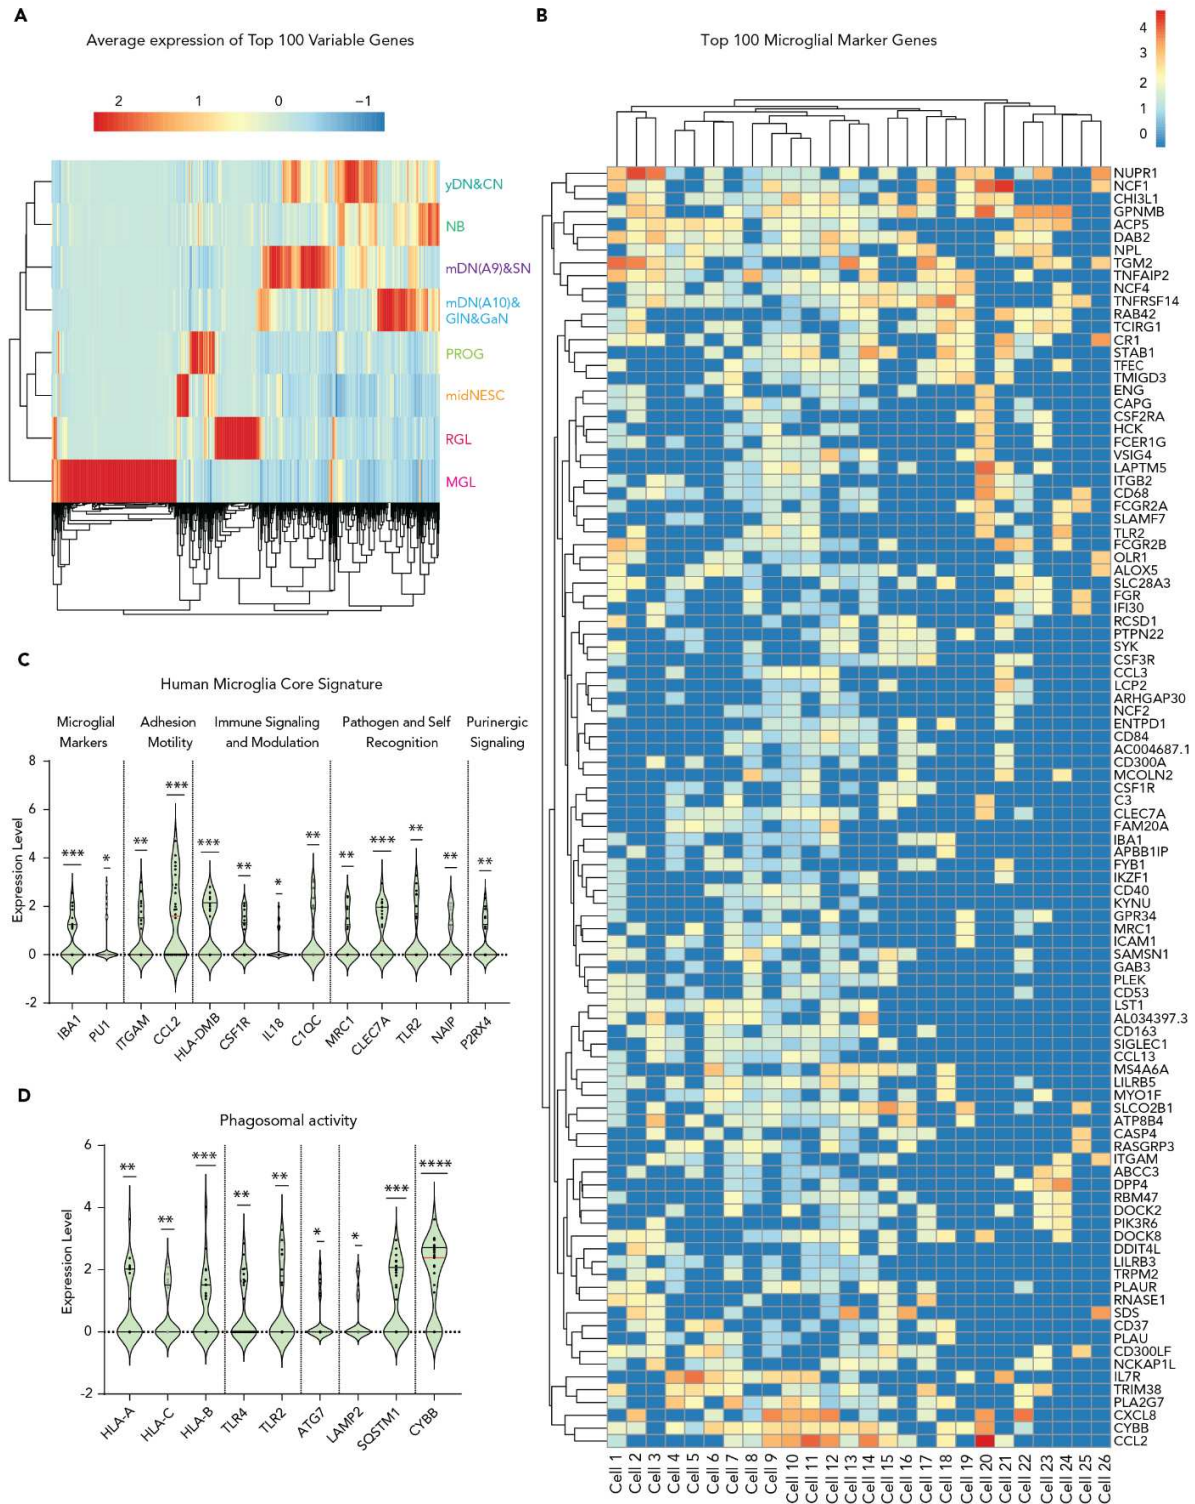 A
Average expression of Top 100 Variable Genes
2 1 0 −1
yDN&CN
NB
mDN(A9)&SN
mDN(A10)&
GlN&GaN
PROG
midNESC
RGL
MGL
B
Top 100 Microglial Marker Genes
4
3
2
1
0
NUPR1
NCF1
CHI3L1
GPNMB
ACP5
DAB2
NPL
TGM2
TNFAIP2
NCF4
TNFRSF14
RAB42
TCIRG1
CR1
STAB1
TFEC
TMIGD3
ENG
CAPG
CSF2RA
HCK
FCER1G
VSIG4
LAPTM5
ITGB2
CD68
FCGR2A
SLAMF7
TLR2
FCGR2B
OLR1
ALOX5
SLC28A3
FGR
IFI30
RCSD1
PTPN22
SYK
CSF3R
CCL3
LCP2
ARHGAP30
NCF2
ENTPD1
CD84
AC004687.1
CD300A
MCOLN2
CSF1R
C3
CLEC7A
FAM20A
IBA1
APBB1IP
FYB1
IKZF1
CD40
KYNU
GPR34
MRC1
ICAM1
SAMSN1
GAB3
PLEK
CD53
LST1
AL034397.3
CD163
SIGLEC1
CCL13
MS4A6A
LILRB5
MYO1F
SLCO2B1
ATP8B4
CASP4
RASGRP3
ITGAM
ABCC3
DPP4
RBM47
DOCK2
PIK3R6
DOCK8
DDIT4L
LILRB3
TRPM2
PLAUR
RNASE1
SDS
CD37
PLAU
CD300LF
NCKAP1L
IL7R
TRIM38
PLA2G7
CXCL8
CYBB
CCL2
Cell 1
Cell 2
Cell 3
Cell 4
Cell 5
Cell 6
Cell 7
Cell 8
Cell 9
Cell 10
Cell 11
Cell 12
Cell 13
Cell 14
Cell 15
Cell 16
Cell 17
Cell 18
Cell 19
Cell 20
Cell 21
Cell 22
Cell 23
Cell 24
Cell 25
Cell 26
C
Human Microglia Core Signature
Microglial
Markers
Adhesion
Motility
Immune Signaling
and Modulation
Pathogen and Self
Recognition
Purinergic
Signaling
Expression Level
8
6
4
2
0
-2
*** * ** *** *** ** * ** ** *** ** ** **
IBA1
PU1
ITGAM
CCL2
HLA-DMB
CSF1R
IL18
C1QC
MRC1
CLEC7A
TLR2
NAIP
P2RX4
D
Phagosomal activity
Expression Level
6
4
2
0
-2
** ** *** ** ** * * *** ****
HLA-A
HLA-C
HLA-B
TLR4
TLR2
ATG7
LAMP2
SQSTM1
CYBB